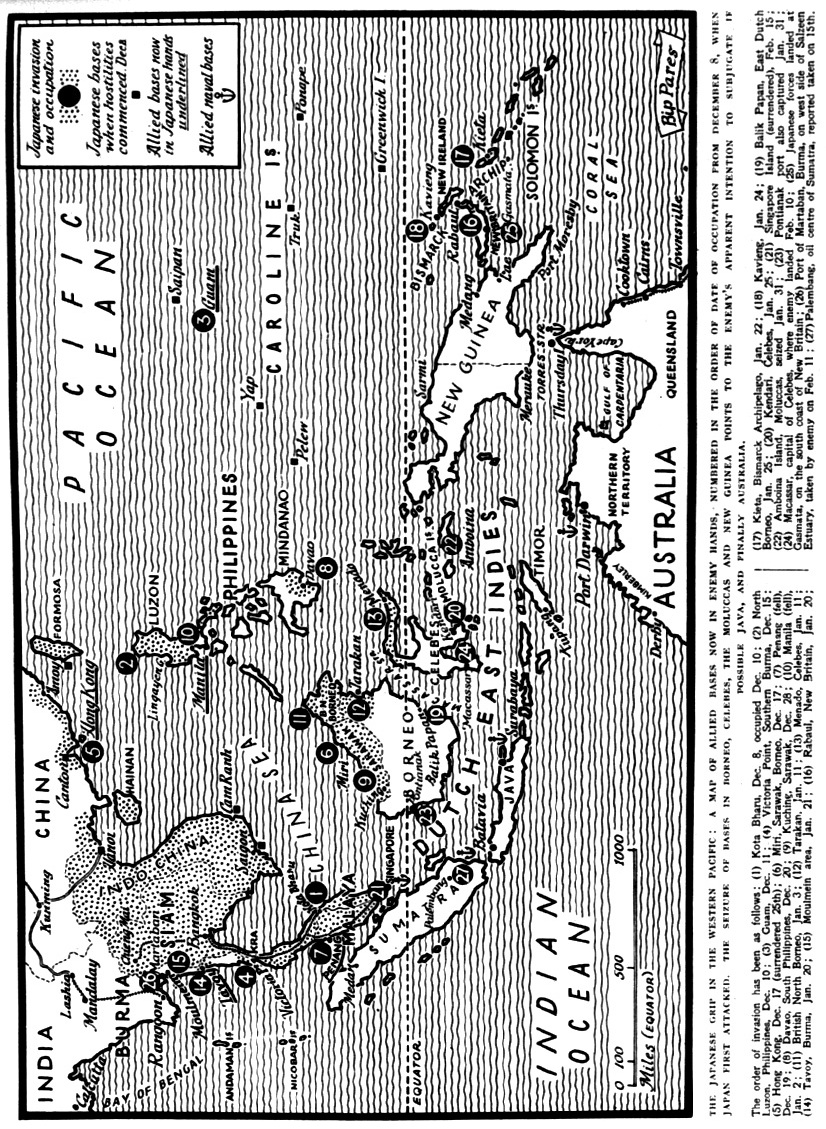 Japanese invasion
and occupation
Japanese bases
when hostilities
commenced. Dec 8
Allied bases now
in Japanese hands
underlined
Allied naval bases
PACIFIC
OCEAN
INDIA
CHINA
BURMA
Calcutta
BAY OF BENGAL
Lashio
Mandalay
Kunming
Rangoon
Moulmein
Tavoy
Victoria Pt
KRA
ANDAMAN IS
NICOBAR IS
SIAM
Bangkok
INDO-CHINA
Hanoi
HAINAN
Canton
Hong Kong
Amoy
FORMOSA
Saigon
Cam Ranh
CHINA SEA
LUZON
Lingayen
Manila
PHILIPPINES
MINDANAO
Davao
Saipan
Guam
Yap
Pelew
CAROLINE IS
Truk
Ponape
Greenwich I
EQUATOR
PENANG
MALAYA
Medan
SINGAPORE
SUMATRA
Palembang
Miri
Kuching
SARAWAK
N.
BORNEO
Tarakan
BORNEO
Pontianak
Balik Papan
Menado
CELEBES
Kendari
Macassar
MOLUCCA IS
Amboina
DUTCH EAST INDIES
Batavia
JAVA
Surabaya
TIMOR
Kupang
INDIAN
OCEAN
0 100 500 1000
Miles (EQUATOR)
NEW GUINEA
Sarmi
Madang
Merauke
Lae
Port Moresby
TORRES STR.
Thursday I
Cape York
BISMARCK ARCHIP.
Kavieng
NEW IRELAND
Rabaul
NEW BRIT.
Gasmata
Kieta
SOLOMON IS
CORAL
SEA
Cooktown
Cairns
Townsville
GULF OF
CARPENTARIA
QUEENSLAND
NORTHERN
TERRITORY
Port Darwin
KIMBERLEY
Derby
AUSTRALIA
Bip Pares
THE JAPANESE GRIP IN THE WESTERN PACIFIC : A MAP OF ALLIED BASES NOW IN ENEMY HANDS, NUMBERED IN THE ORDER OF DATE OF OCCUPATION FROM DECEMBER 8, WHEN
JAPAN FIRST ATTACKED. THE SEIZURE OF BASES IN BORNEO, CELEBES, THE MOLUCCAS AND NEW GUINEA POINTS TO THE ENEMY'S APPARENT INTENTION TO SUBJUGATE IF
POSSIBLE JAVA, AND FINALLY AUSTRALIA.
The order of invasion has been as follows : (1) Kota Bharu, Dec. 8, occupied Dec. 10 ; (2) North
Luzon, Philippines, Dec. 10 ; (3) Guam, Dec. 11 ; (4) Victoria Point, Southern Burma, Dec. 15 ;
(5) Hong Kong, Dec. 17 (surrendered 25th) ; (6) Miri, Sarawak, Borneo, Dec. 17 ; (7) Penang (fell),
Dec. 19 ; (8) Davao, South Philippines, Dec. 20 ; (9) Kuching, Sarawak, Dec. 28 ; (10) Manila (fell),
Jan. 2 ; (11) British North Borneo, Jan. 3 ; (12) Tarakan, Jan. 11 ; (13) Menado, Celebes, Jan. 11 ;
(14) Tavoy, Burma, Jan. 20 ; (15) Moulmein area, Jan. 21 ; (16) Rabaul, New Britain, Jan. 20 ;
(17) Kieta, Bismarck Archipelago, Jan. 22 ; (18) Kavieng, Jan. 24 ; (19) Balik Papan, East Dutch
Borneo, Jan. 25 ; (20) Kendari, Celebes, Jan. 25 ; (21) Singapore Island (surrendered), Feb. 15 ;
(22) Amboina Island, Moluccas, seized Jan. 31 ; (23) Pontianak port also captured Jan. 31 ;
(24) Macassar, capital of Celebes, where enemy landed Feb. 10 ; (25) Japanese forces landed at
Gasmata, on the south coast of New Britain ; (26) Port of Martaban, Burma, on west side of Salween
Estuary, taken by enemy on Feb. 11 ; (27) Palembang, oil centre of Sumatra, reported taken on 15th.